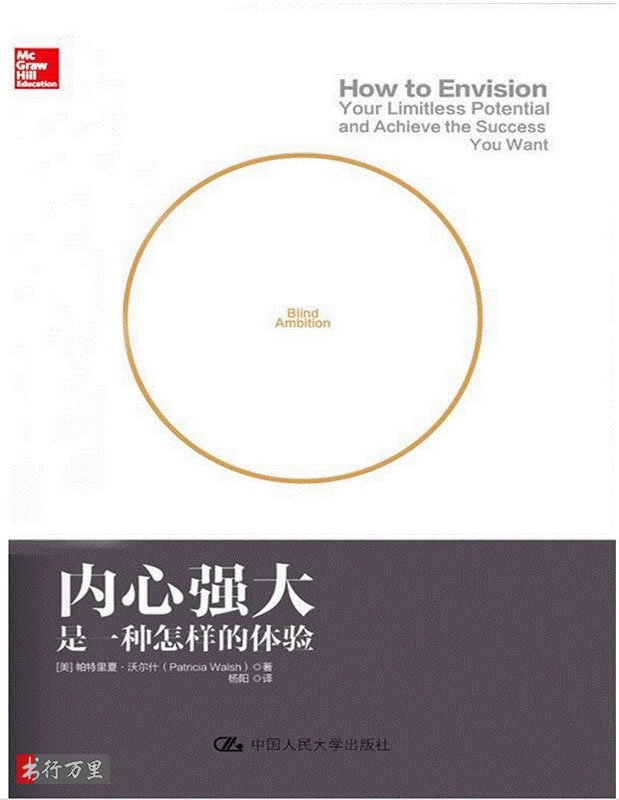 Mc
Graw
Hill
Education
How to Envision
Your Limitless Potential
and Achieve the Success
You Want
Blind
Ambition
内心强大
是一种怎样的体验
[美] 帕特里夏·沃尔什（Patricia Walsh）◎著
杨阳 ◎译
中国人民大学出版社
书行万里